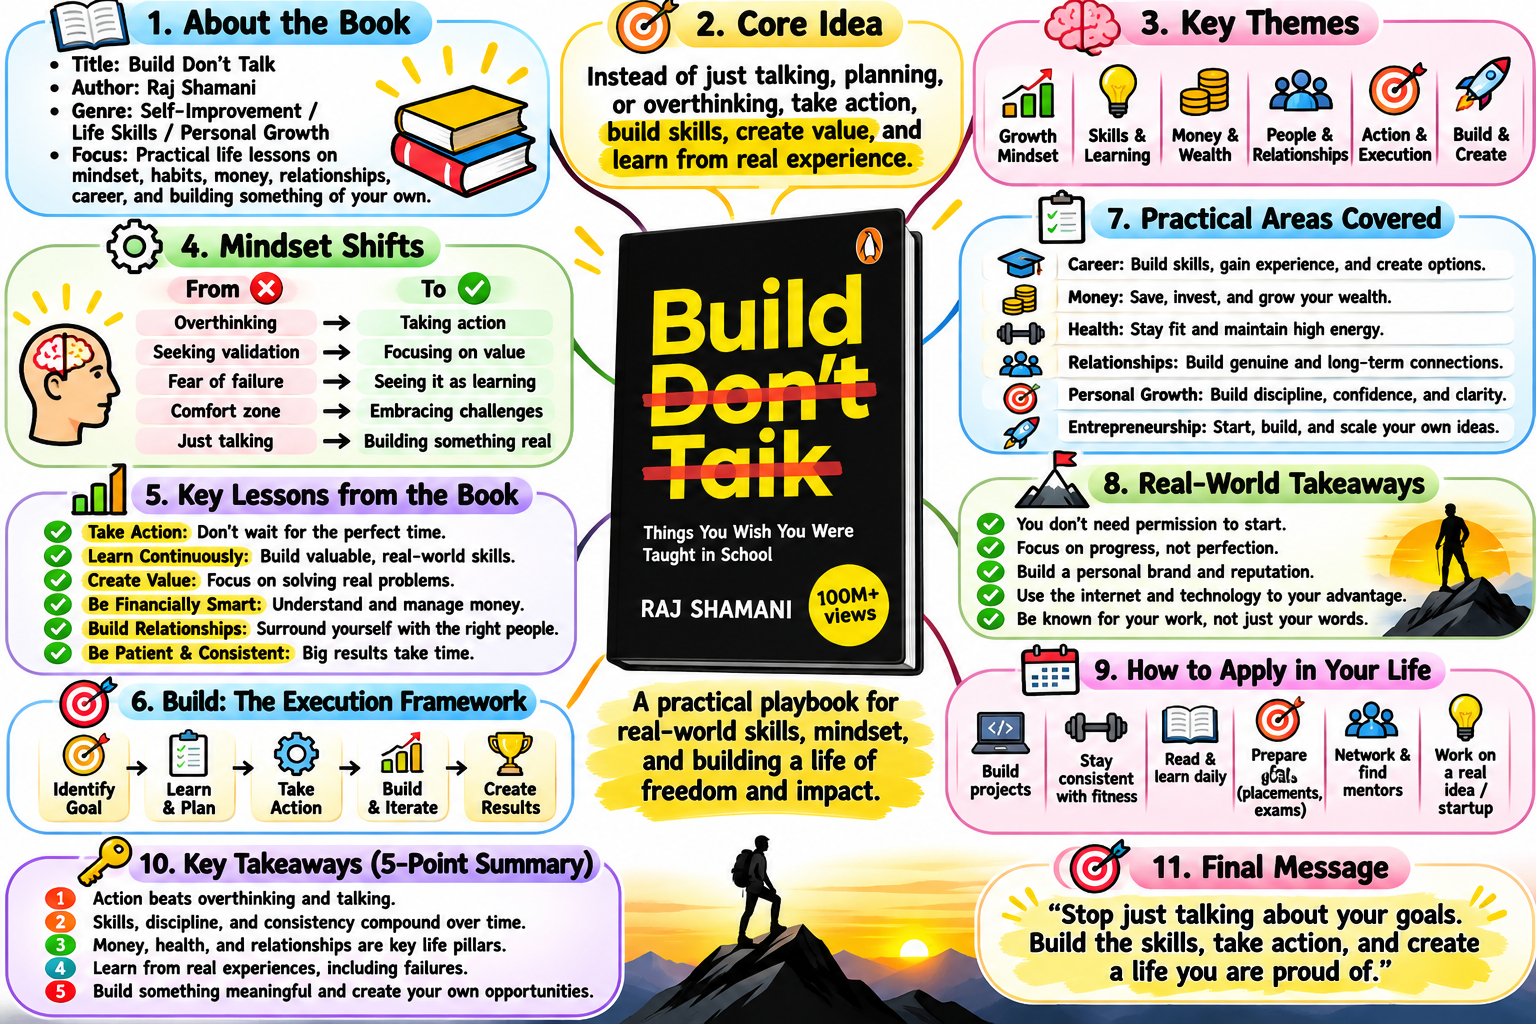 1. About the Book
• Title: Build Don't Talk
• Author: Raj Shamani
• Genre: Self-Improvement /
Life Skills / Personal Growth
• Focus: Practical life lessons on
mindset, habits, money, relationships,
career, and building something of your own.
2. Core Idea
Instead of just talking, planning,
or overthinking, take action,
build skills, create value, and
learn from real experience.
3. Key Themes
Growth
Mindset
Skills &
Learning
Money &
Wealth
People &
Relationships
Action &
Execution
Build &
Create
4. Mindset Shifts
From
To
Overthinking → Taking action
Seeking validation → Focusing on value
Fear of failure → Seeing it as learning
Comfort zone → Embracing challenges
Just talking → Building something real
Build
Don't
Taik
Things You Wish You Were
Taught in School
RAJ SHAMANI
100M+
views
A practical playbook for
real-world skills, mindset,
and building a life of
freedom and impact.
5. Key Lessons from the Book
Take Action: Don't wait for the perfect time.
Learn Continuously: Build valuable, real-world skills.
Create Value: Focus on solving real problems.
Be Financially Smart: Understand and manage money.
Build Relationships: Surround yourself with the right people.
Be Patient & Consistent: Big results take time.
6. Build: The Execution Framework
Identify
Goal
Learn
& Plan
Take
Action
Build
& Iterate
Create
Results
7. Practical Areas Covered
Career: Build skills, gain experience, and create options.
Money: Save, invest, and grow your wealth.
Health: Stay fit and maintain high energy.
Relationships: Build genuine and long-term connections.
Personal Growth: Build discipline, confidence, and clarity.
Entrepreneurship: Start, build, and scale your own ideas.
8. Real-World Takeaways
You don't need permission to start.
Focus on progress, not perfection.
Build a personal brand and reputation.
Use the internet and technology to your advantage.
Be known for your work, not just your words.
9. How to Apply in Your Life
</>
Build
projects
Stay
consistent
with fitness
Read &
learn daily
Prepare
(placements,
exams)
Network &
find
mentors
Work on
a real
idea /
startup
10. Key Takeaways (5-Point Summary)
1 Action beats overthinking and talking.
2 Skills, discipline, and consistency compound over time.
3 Money, health, and relationships are key life pillars.
4 Learn from real experiences, including failures.
5 Build something meaningful and create your own opportunities.
11. Final Message
“Stop just talking about your goals.
Build the skills, take action, and create
a life you are proud of.”